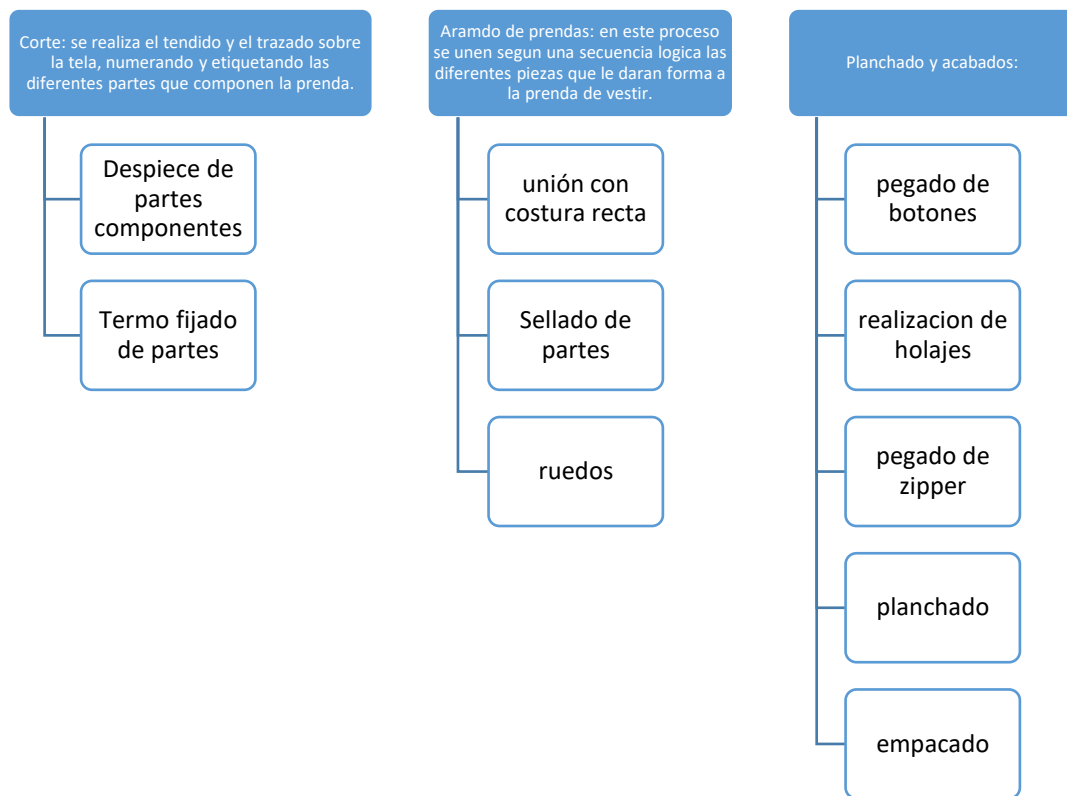 Corte: se realiza el tendido y el trazado sobre
la tela, numerando y etiquetando las
diferentes partes que componen la prenda.
Despiece de
partes
componentes
Termo fijado
de partes
Aramdo de prendas: en este proceso
se unen segun una secuencia logica las
diferentes piezas que le daran forma a
la prenda de vestir.
unión con
costura recta
Sellado de
partes
ruedos
Planchado y acabados:
pegado de
botones
realizacion de
holajes
pegado de
zipper
planchado
empacado